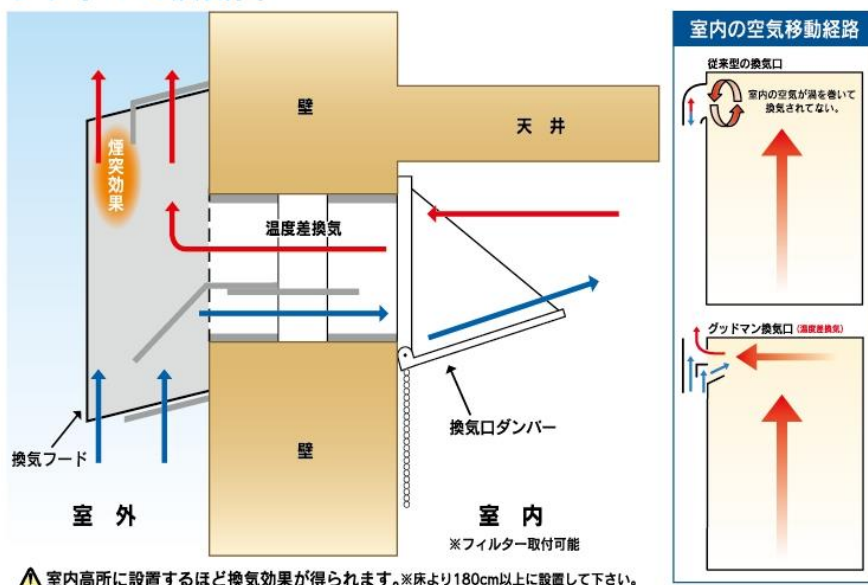 壁
天井
煙突効果
温度差換気
換気フード
換気口ダンパー
壁
室外
室内
※フィルター取付可能
室内高所に設置するほど換気効果が得られます。※床より180cm以上に設置して下さい。
室内の空気移動経路
従来型の換気口
室内の空気が渦を巻いて
換気されてない。
グッドマン換気口(温度差換気)